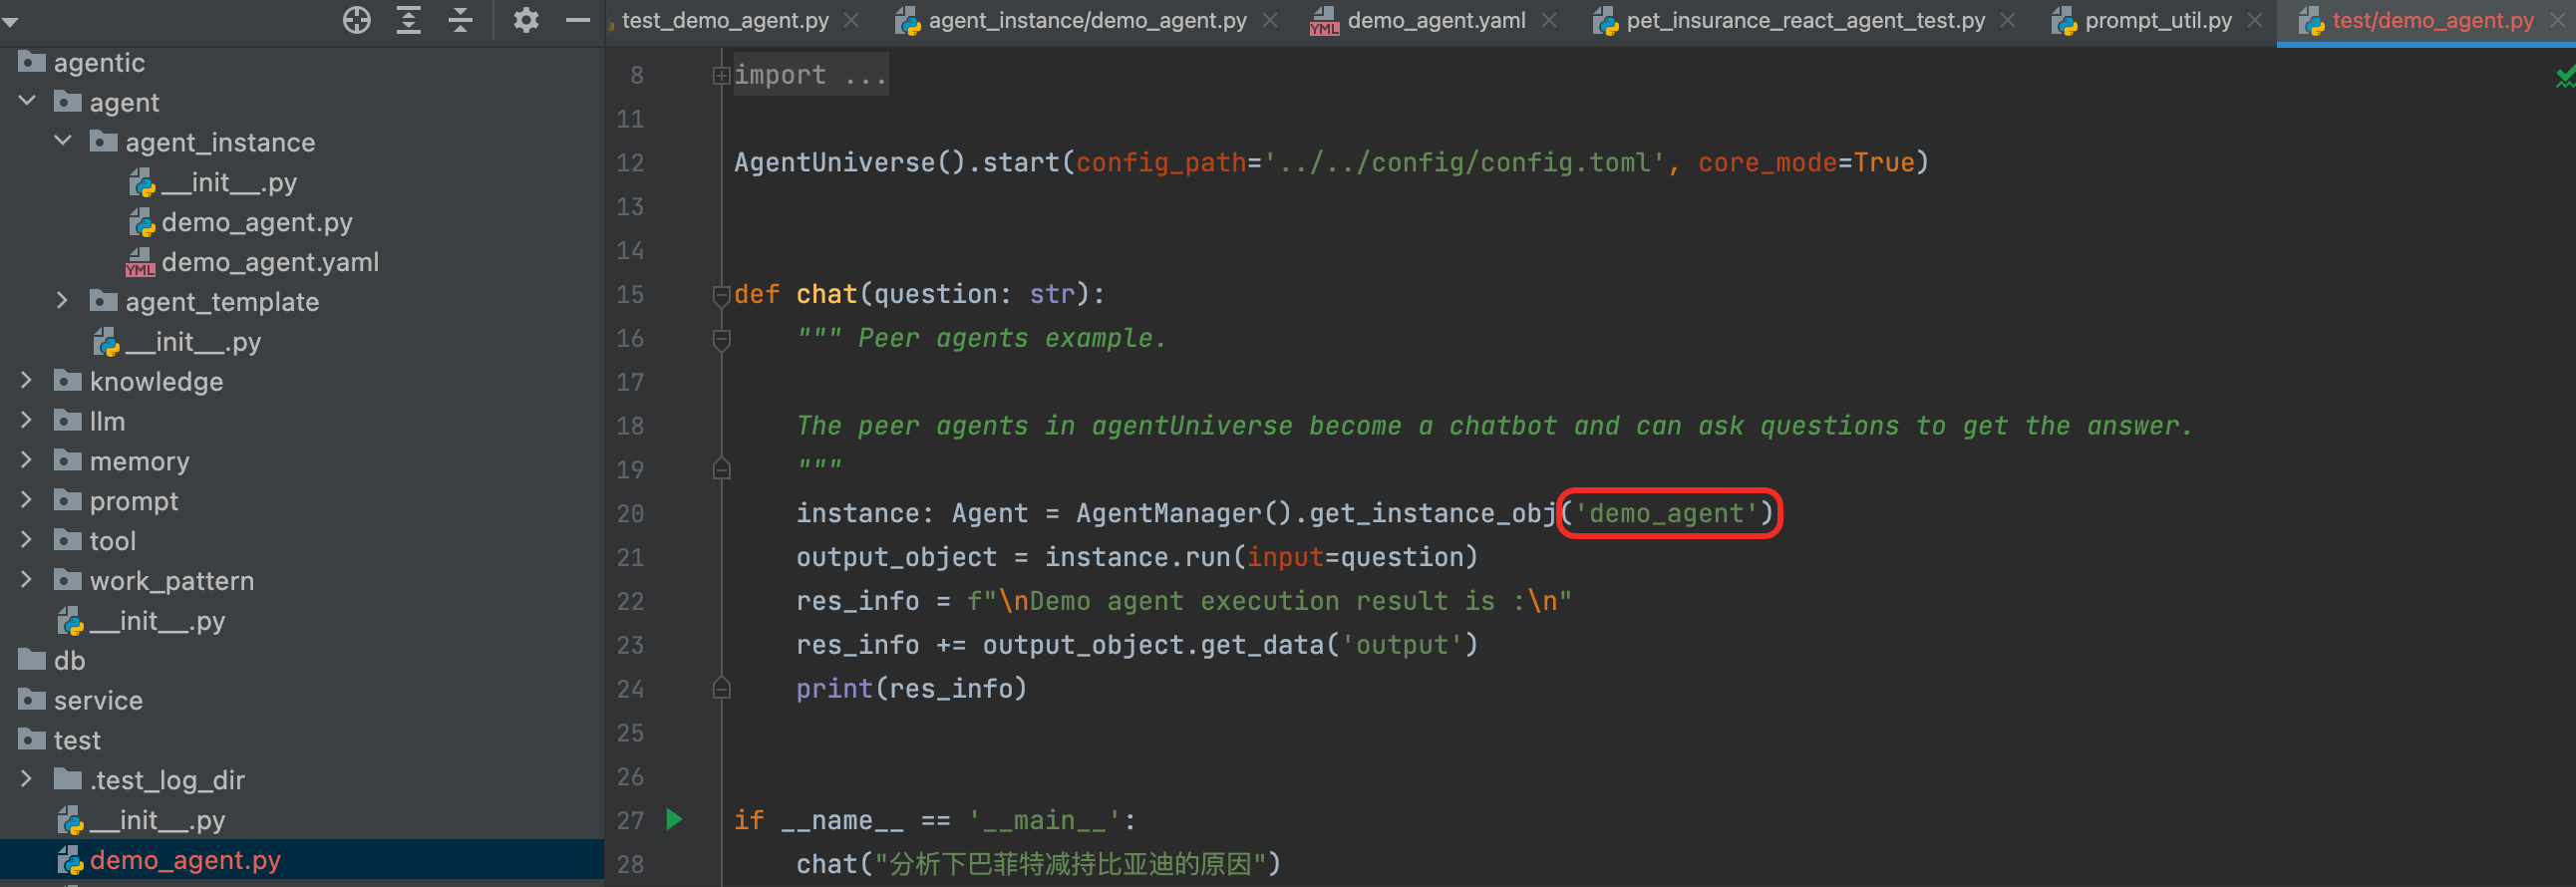 test_demo_agent.py
agent_instance/demo_agent.py
demo_agent.yaml
pet_insurance_react_agent_test.py
prompt_util.py
test/demo_agent.py
agentic
agent
agent_instance
__init__.py
demo_agent.py
demo_agent.yaml
agent_template
__init__.py
knowledge
llm
memory
prompt
tool
work_pattern
__init__.py
db
service
test
.test_log_dir
__init__.py
demo_agent.py
8 import ...
11
12 AgentUniverse().start(config_path='../../config/config.toml', core_mode=True)
13
14
15 def chat(question: str):
16 """ Peer agents example.
17
18 The peer agents in agentUniverse become a chatbot and can ask questions to get the answer.
19 """
20 instance: Agent = AgentManager().get_instance_obj('demo_agent')
21 output_object = instance.run(input=question)
22 res_info = f"\nDemo agent execution result is :\n"
23 res_info += output_object.get_data('output')
24 print(res_info)
25
26
27 if __name__ == '__main__':
28 chat("分析下巴菲特减持比亚迪的原因")